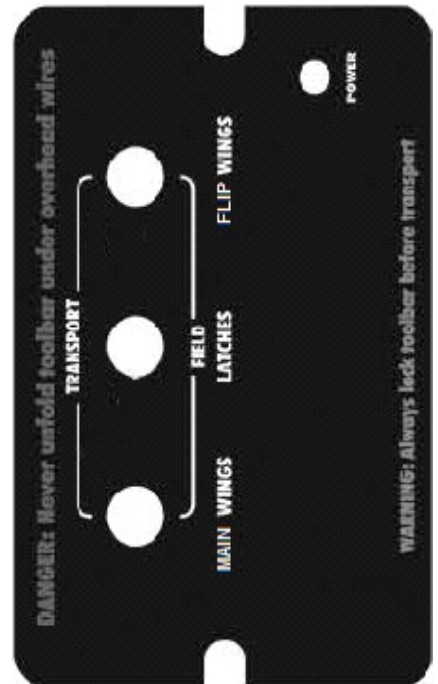 DANGER: Never unfold toolbar under overhead wires
TRANSPORT
FIELD
MAIN WINGS
LATCHES
FLIP WINGS
POWER
WARNING: Always lock toolbar before transport